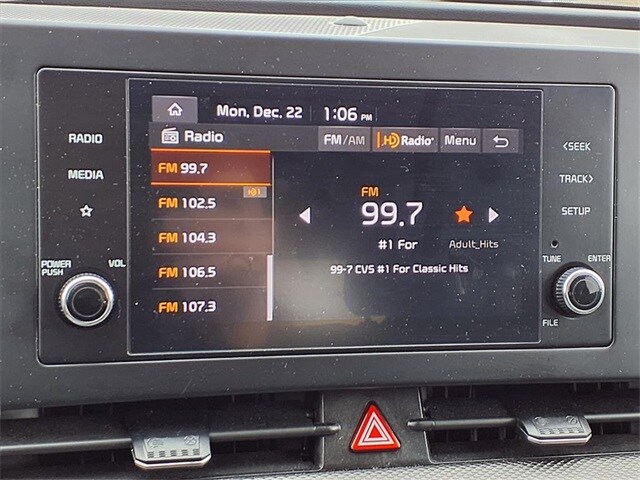 Mon, Dec. 22 1:06 PM
Radio FM/AM HD Radio Menu
RADIO
MEDIA
POWER PUSH
VOL
FM 99.7
FM 102.5 HD 1
FM 104.3
FM 106.5
FM 107.3
FM
99.7
#1 For Adult_Hits
99-7 CVS #1 For Classic Hits
<SEEK
TRACK>
SETUP
TUNE ENTER
FILE